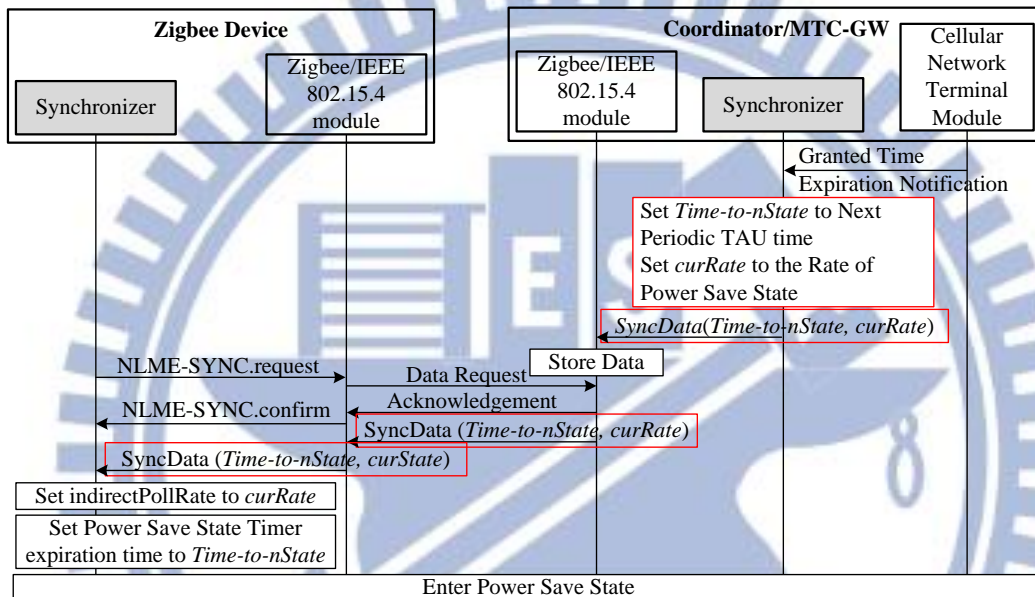 Zigbee Device
Coordinator/MTC-GW
Synchronizer
Zigbee/IEEE
802.15.4
module
Zigbee/IEEE
802.15.4
module
Synchronizer
Cellular
Network
Terminal
Module
Granted Time
Expiration Notification
Set Time-to-nState to Next
Periodic TAU time
Set curRate to the Rate of
Power Save State
SyncData(Time-to-nState, curRate)
Store Data
NLME-SYNC.request
Data Request
Acknowledgement
NLME-SYNC.confirm
SyncData (Time-to-nState, curRate)
SyncData (Time-to-nState, curState)
Set indirectPollRate to curRate
Set Power Save State Timer
expiration time to Time-to-nState
Enter Power Save State
E
S
8